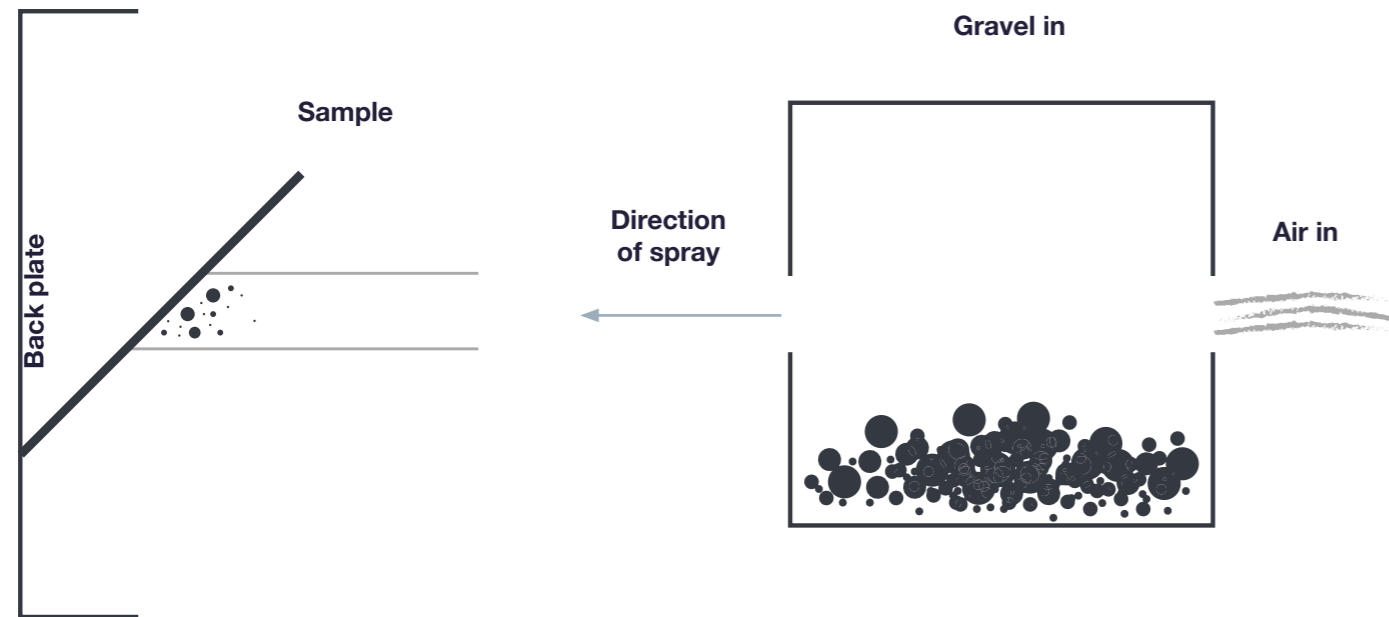 Gravel in
Sample
Direction
of spray
Air in
Back plate